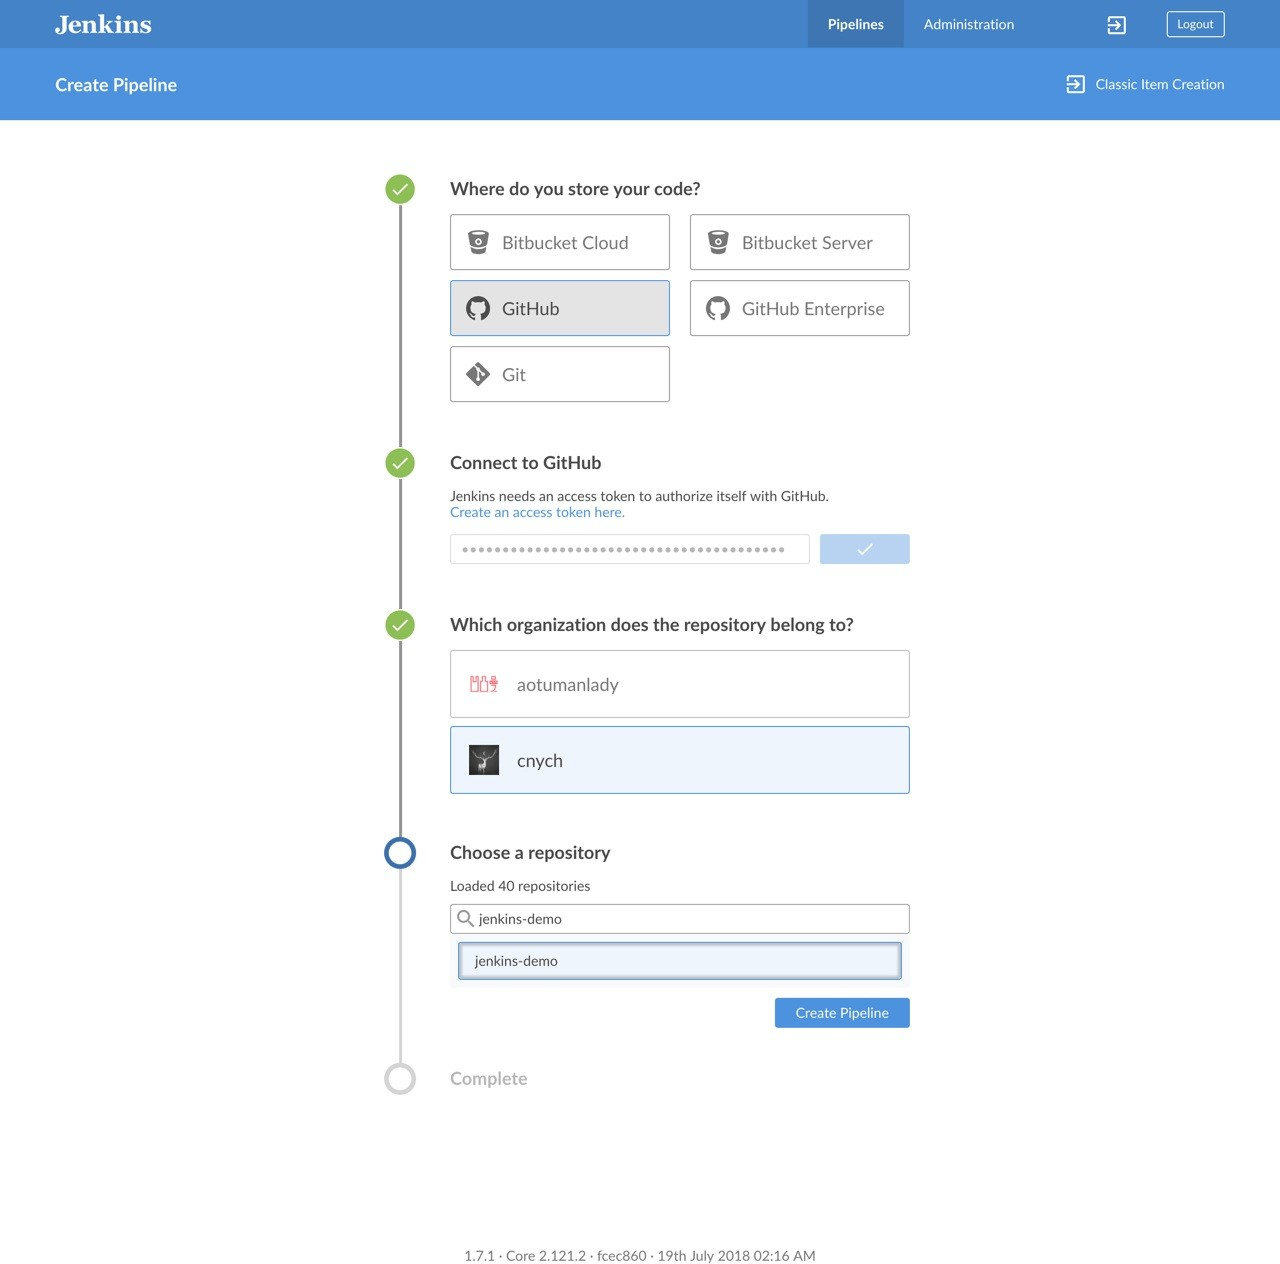 Jenkins
Pipelines
Administration
Logout
Create Pipeline
Classic Item Creation
Where do you store your code?
Bitbucket Cloud
Bitbucket Server
GitHub
GitHub Enterprise
Git
Connect to GitHub
Jenkins needs an access token to authorize itself with GitHub.
Create an access token here.
Which organization does the repository belong to?
aotumanlady
cnych
Choose a repository
Loaded 40 repositories
jenkins-demo
jenkins-demo
Create Pipeline
Complete
1.7.1 · Core 2.121.2 · fcec860 · 19th July 2018 02:16 AM